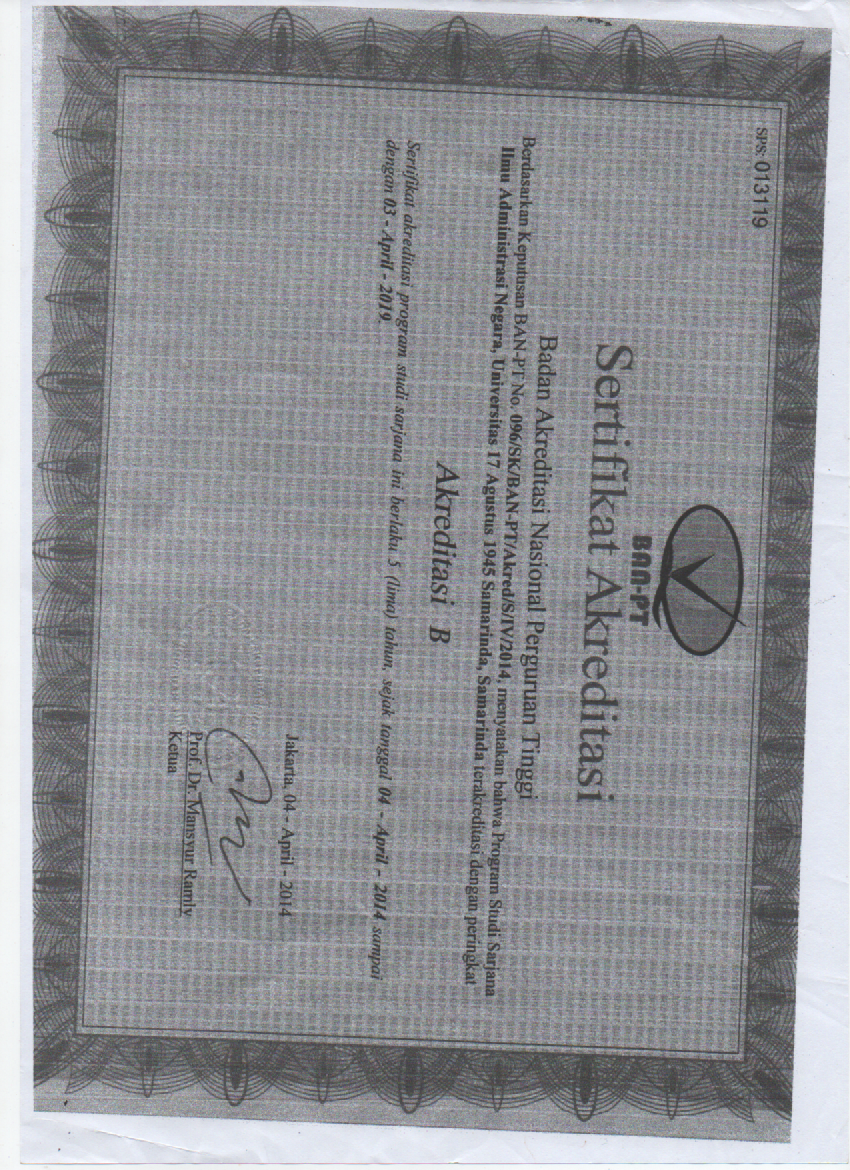 SPS: 013119
BAN-PT
Sertifikat Akreditasi
Badan Akreditasi Nasional Perguruan Tinggi
Berdasarkan Keputusan BAN-PT No. 096/SK/BAN-PT/Akred/S/IV/2014, menyatakan bahwa Program Studi Sarjana
Ilmu Administrasi Negara, Universitas 17 Agustus 1945 Samarinda, Samarinda terakreditasi dengan peringkat
Akreditasi B
Sertifikat akreditasi program studi sarjana ini berlaku 5 (lima) tahun, sejak tanggal 04 - April - 2014 sampai
dengan 03 - April - 2019
Jakarta, 04 - April - 2014
Prof. Dr. Mansyur Ramly
Ketua